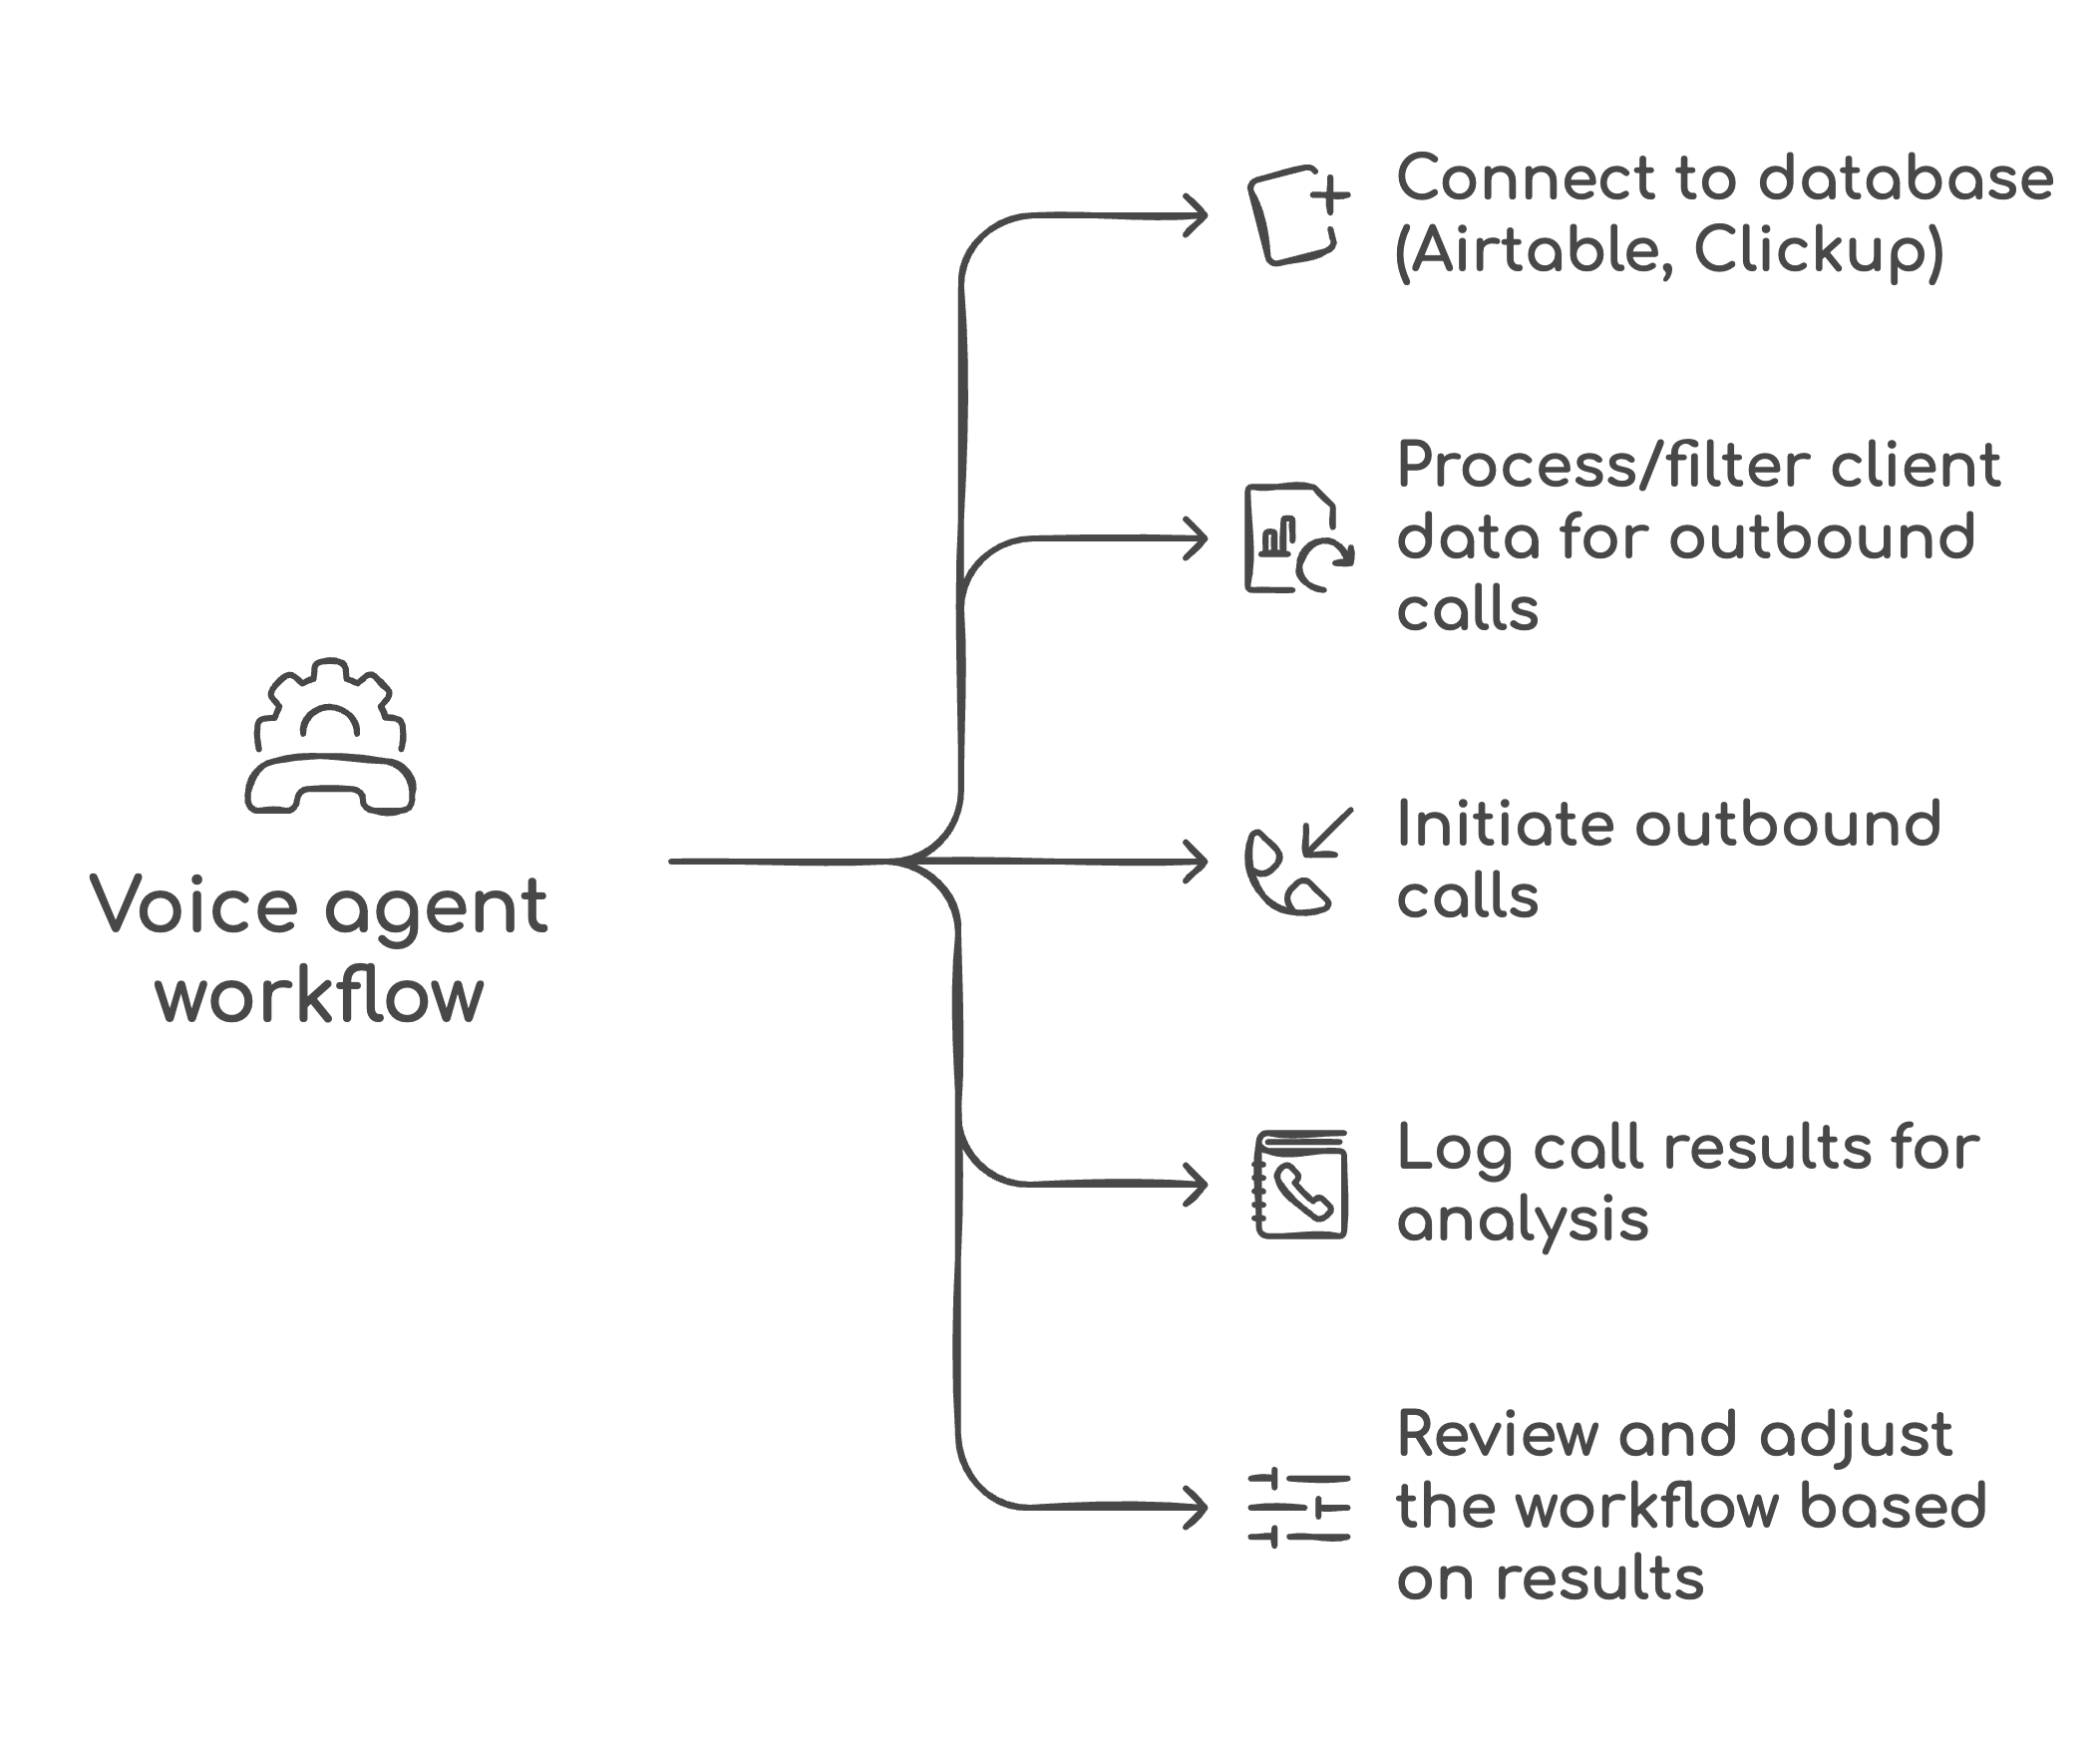 Connect to database
(Airtable, Clickup)
Process/filter client
data for outbound
calls
Voice agent
workflow
Initiate outbound
calls
Log call results for
analysis
Review and adjust
the workflow based
on results